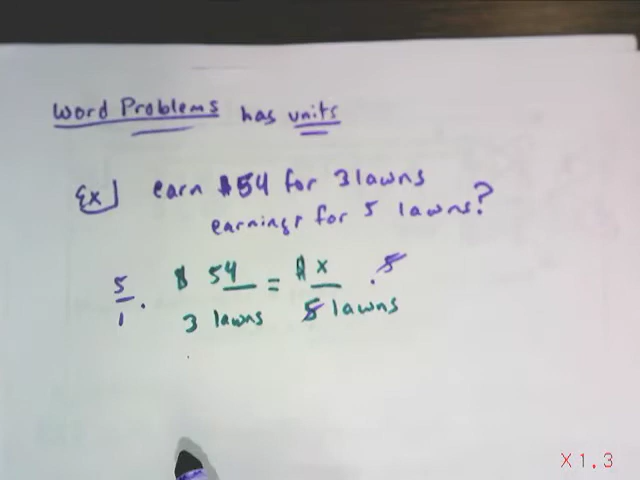 Word Problems has units
Ex] earn $54 for 3 lawns
earnings for 5 lawns?
5/1 · $ 54/3 lawns = $ x/5 lawns · 5
X1.3